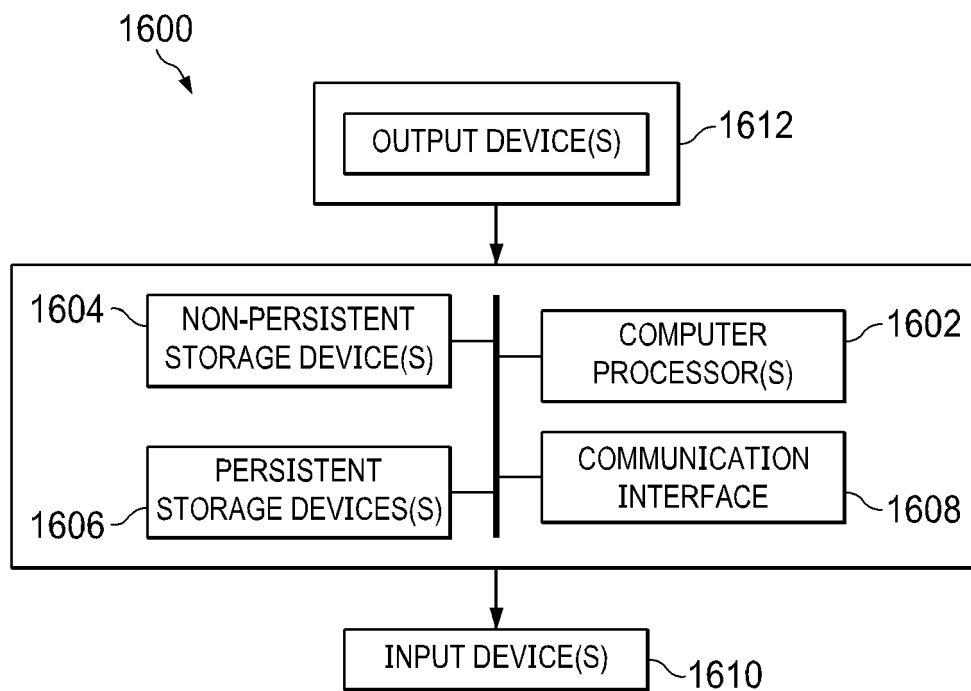 1600
OUTPUT DEVICE(S)
1612
1604
NON-PERSISTENT
STORAGE DEVICE(S)
COMPUTER
PROCESSOR(S)
1602
PERSISTENT
STORAGE DEVICES(S)
1606
COMMUNICATION
INTERFACE
1608
INPUT DEVICE(S)
1610